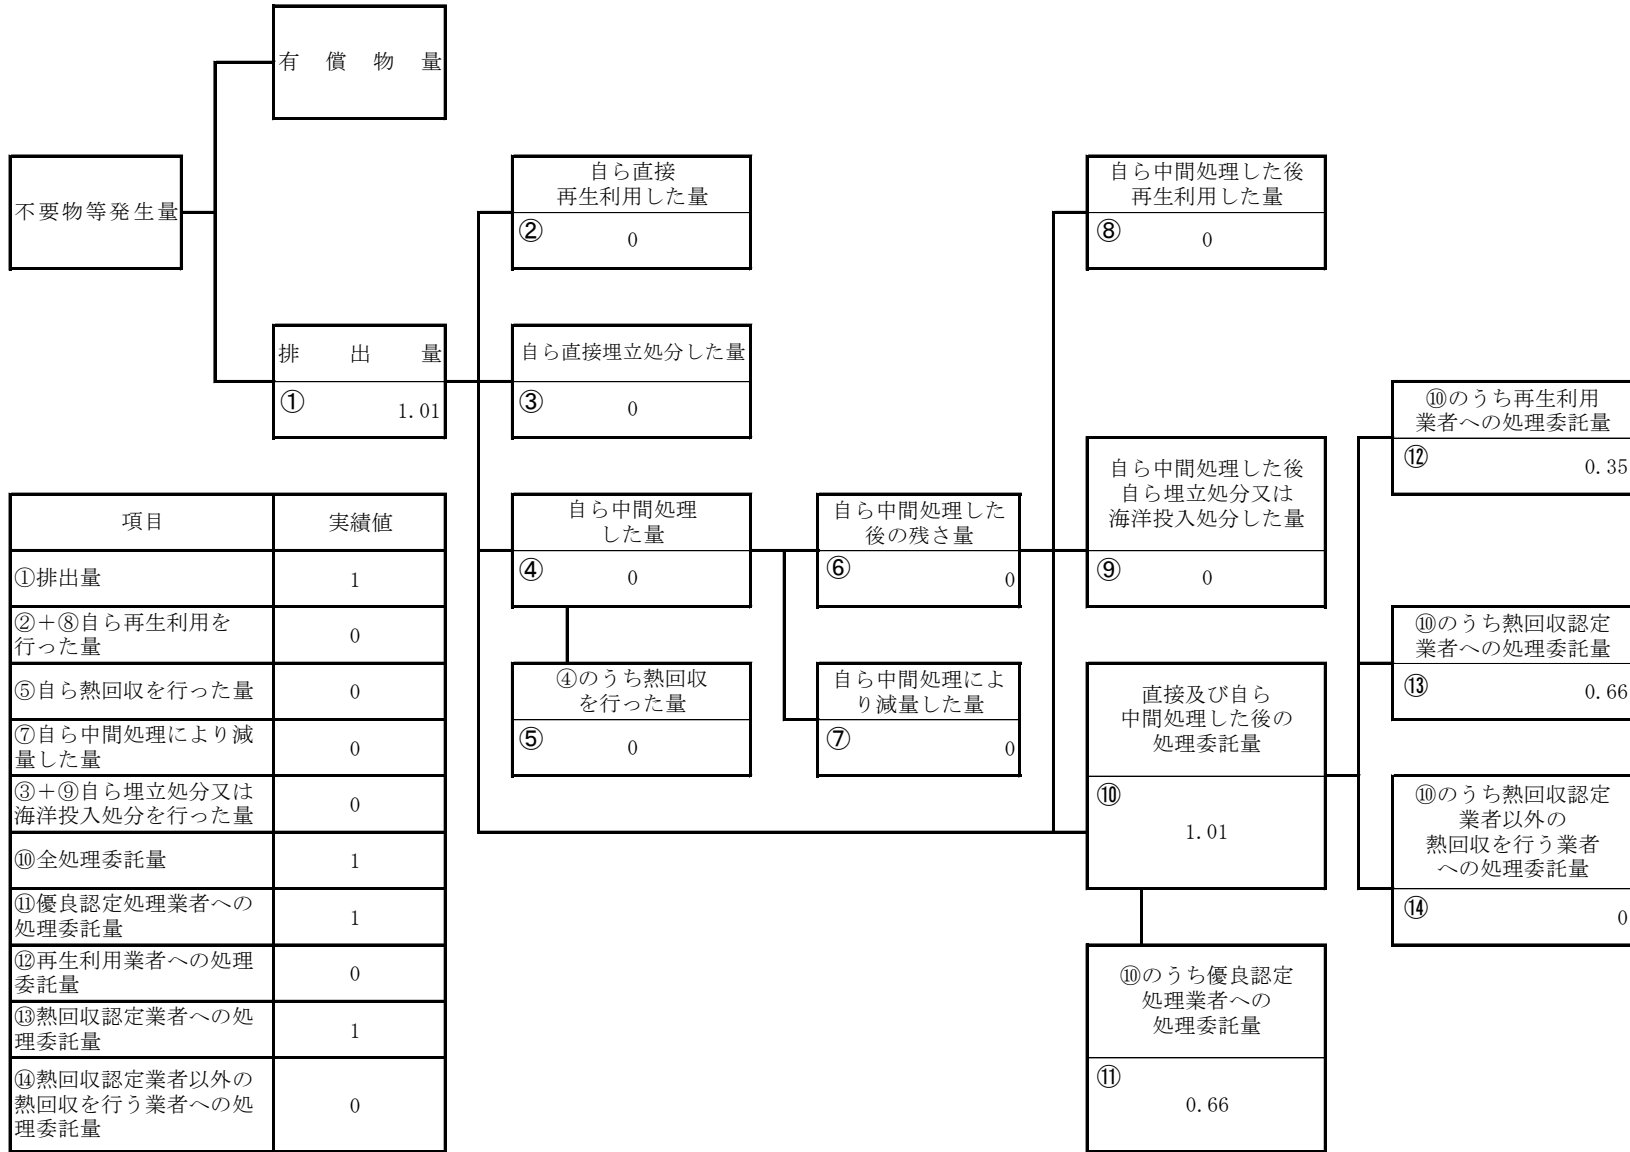 有償物量
不要物等発生量
排出量
① 1.01
自ら直接
再生利用した量
② 0
自ら直接埋立処分した量
③ 0
自ら中間処理
した量
④ 0
④のうち熱回収
を行った量
⑤ 0
自ら中間処理した
後の残さ量
⑥ 0
自ら中間処理によ
り減量した量
⑦ 0
自ら中間処理した後
再生利用した量
⑧ 0
自ら中間処理した後
自ら埋立処分又は
海洋投入処分した量
⑨ 0
直接及び自ら
中間処理した後の
処理委託量
⑩
1.01
⑩のうち優良認定
処理業者への
処理委託量
⑪
0.66
⑩のうち再生利用
業者への処理委託量
⑫ 0.35
⑩のうち熱回収認定
業者への処理委託量
⑬ 0.66
⑩のうち熱回収認定
業者以外の
熱回収を行う業者
への処理委託量
⑭ 0
項目 実績値
①排出量 1
②+⑧自ら再生利用を
行った量 0
⑤自ら熱回収を行った量 0
⑦自ら中間処理により減
量した量 0
③+⑨自ら埋立処分又は
海洋投入処分を行った量 0
⑩全処理委託量 1
⑪優良認定処理業者への
処理委託量 1
⑫再生利用業者への処理
委託量 0
⑬熱回収認定業者への処
理委託量 1
⑭熱回収認定業者以外の
熱回収を行う業者への処
理委託量 0